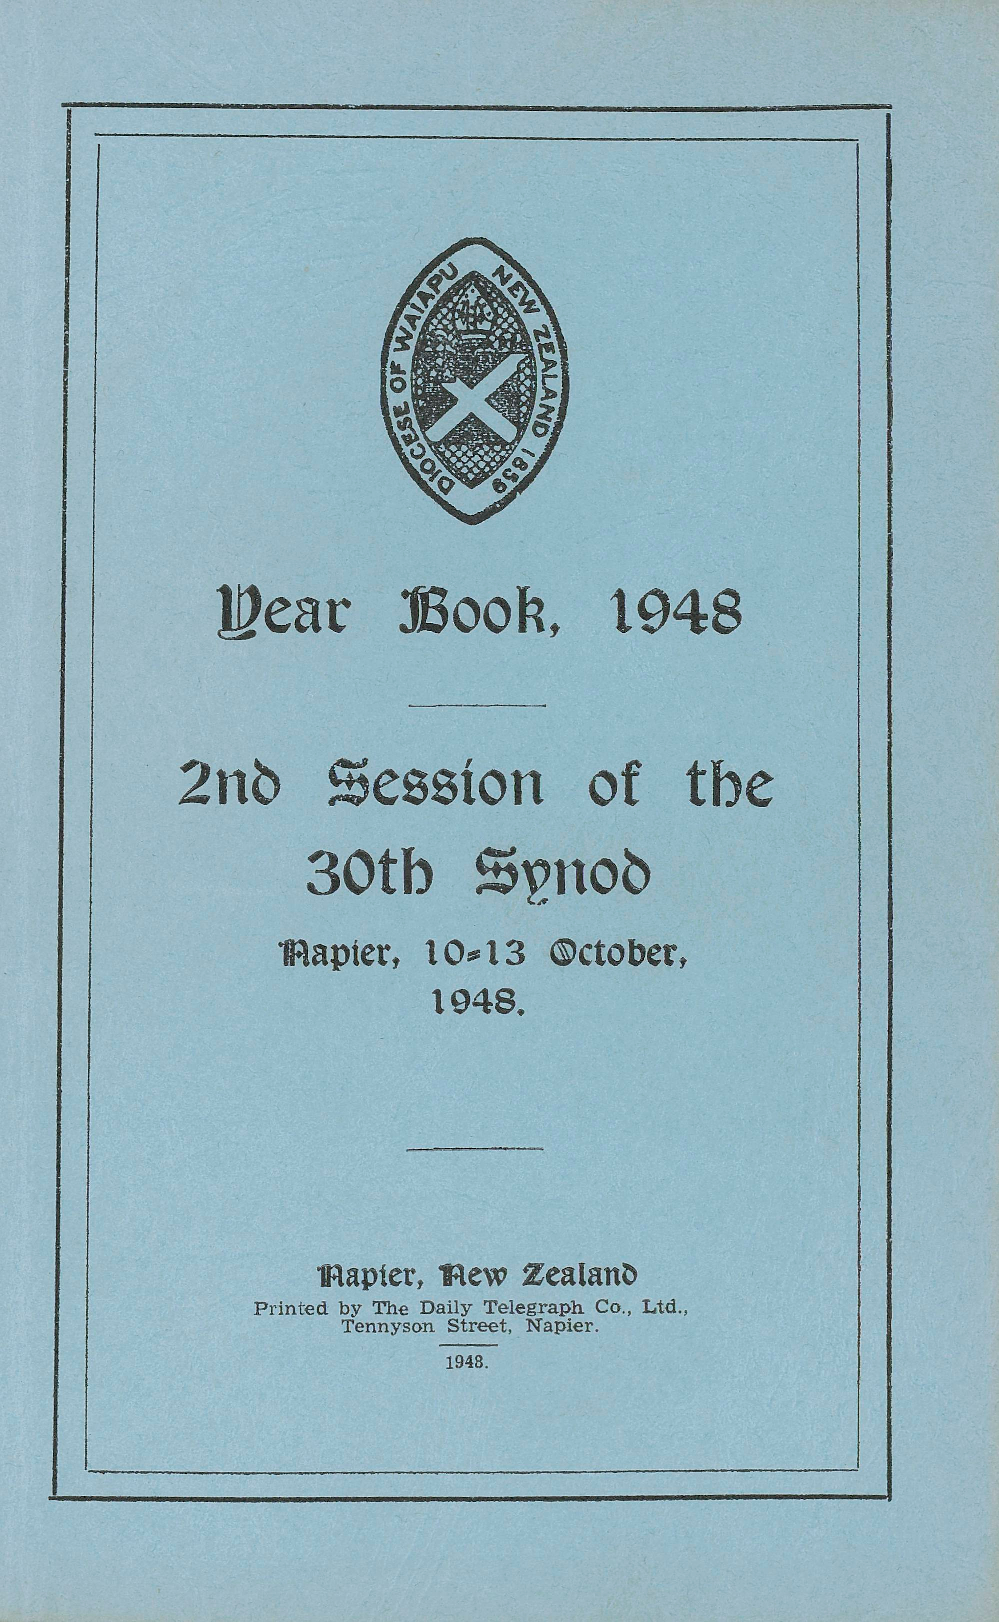 DIOCESE OF WAIAPU NEW ZEALAND 1859
Year Book, 1948
2nd Session of the
30th Synod
Napier, 10-13 October,
1948.
Napier, New Zealand
Printed by The Daily Telegraph Co., Ltd.,
Tennyson Street, Napier.
1948.